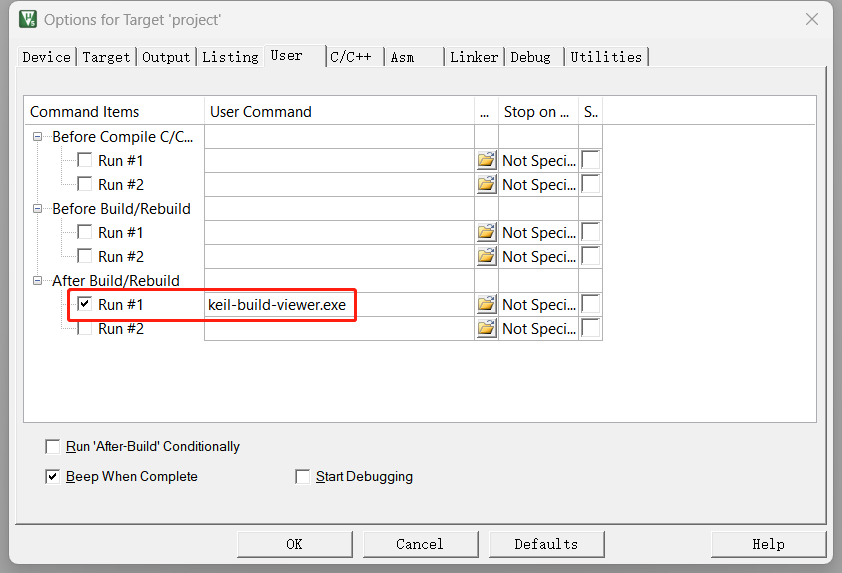 Options for Target 'project'
Device Target Output Listing User C/C++ Asm Linker Debug Utilities
Command Items User Command ... Stop on ... S..
Before Compile C/C...
Run #1 Not Speci...
Run #2 Not Speci...
Before Build/Rebuild
Run #1 Not Speci...
Run #2 Not Speci...
After Build/Rebuild
Run #1 keil-build-viewer.exe Not Speci...
Run #2 Not Speci...
Run 'After-Build' Conditionally
Beep When Complete Start Debugging
OK Cancel Defaults Help